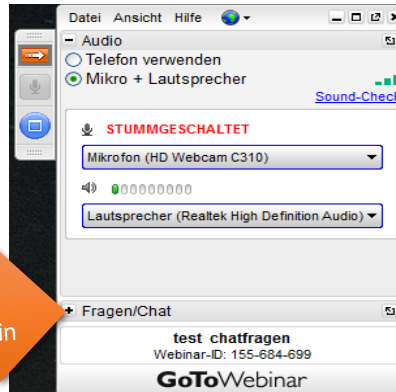 Datei Ansicht Hilfe
Audio
Telefon verwenden
Mikro + Lautsprecher
Sound-Check
STUMMGESCHALTET
Mikrofon (HD Webcam C310)
Lautsprecher (Realtek High Definition Audio)
Fragen/Chat
in
test chatfragen
Webinar-ID: 155-684-699
GoToWebinar